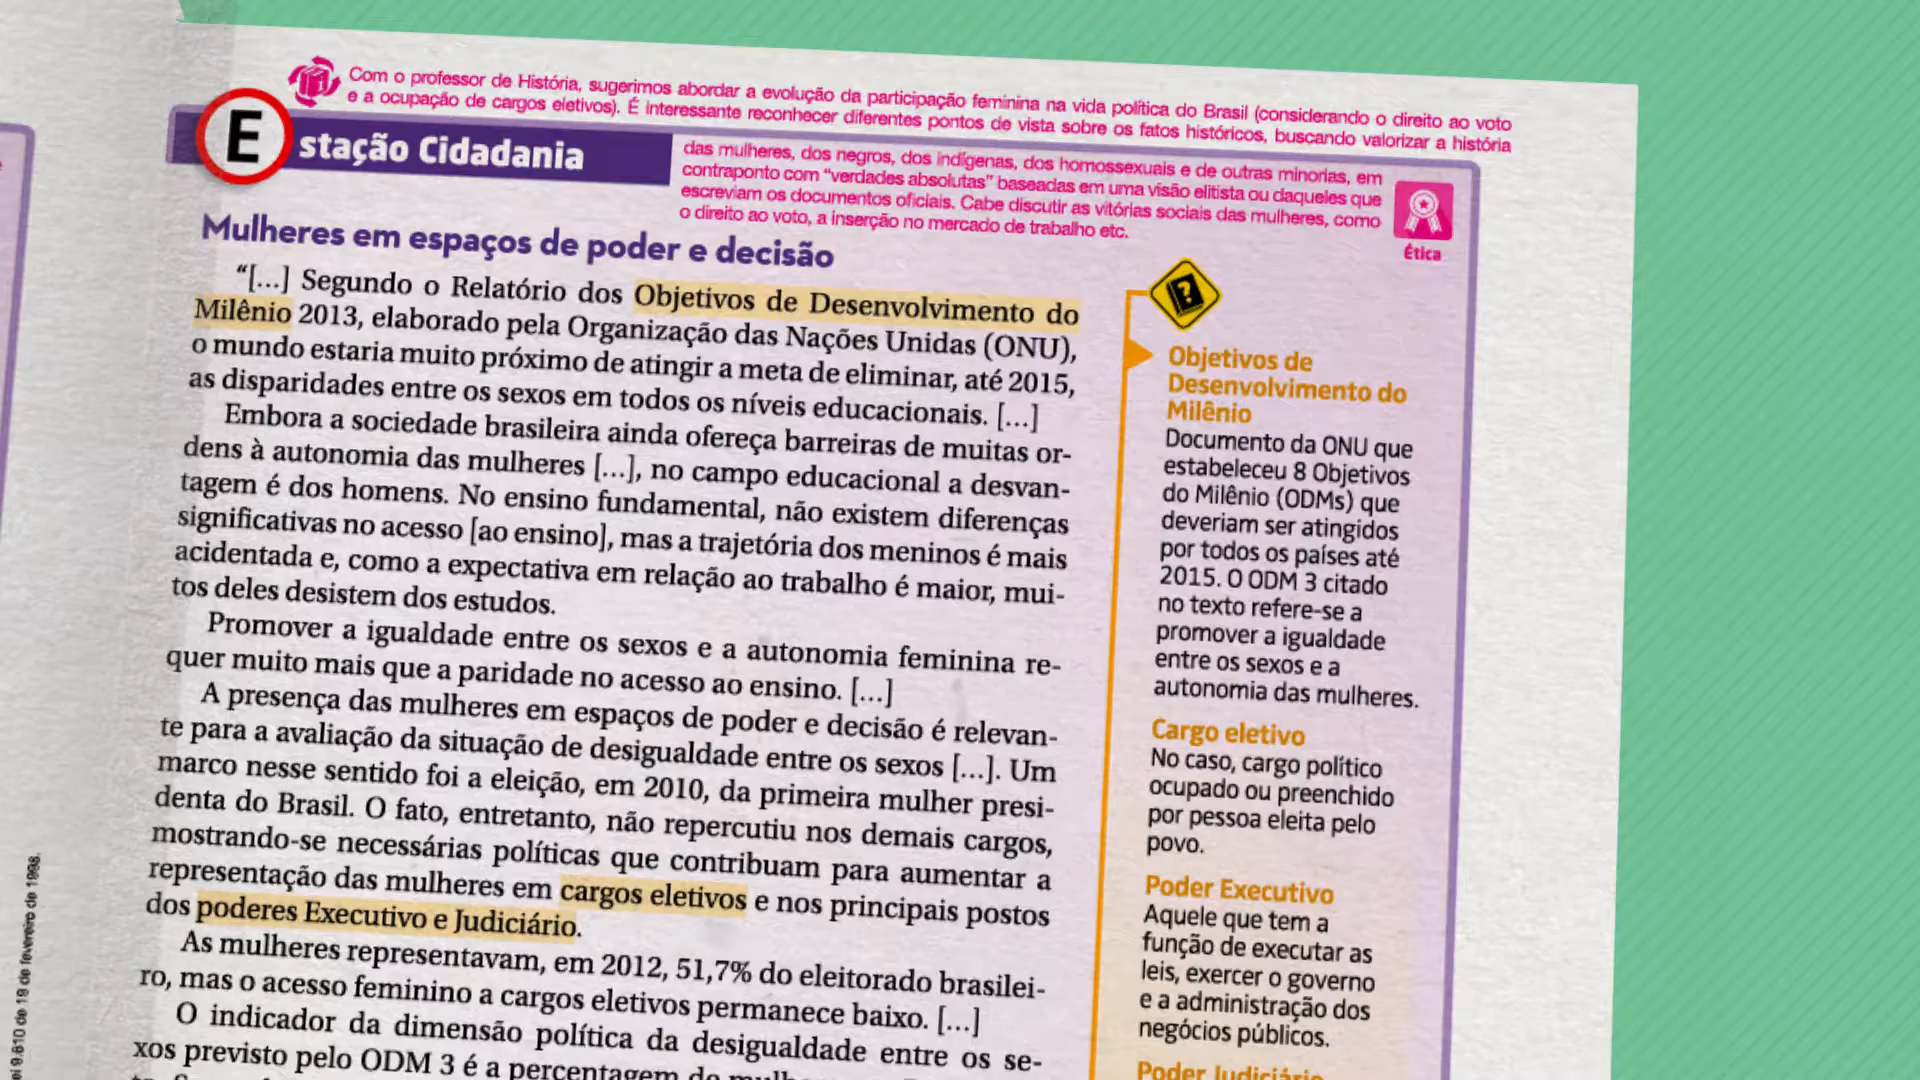 Com o professor de História, sugerimos abordar a evolução da participação feminina na vida política do Brasil (considerando o direito ao voto
e a ocupação de cargos eletivos). É interessante reconhecer diferentes pontos de vista sobre os fatos históricos, buscando valorizar a história
das mulheres, dos negros, dos indígenas, dos homossexuais e de outras minorias, em
contraponto com “verdades absolutas” baseadas em uma visão elitista ou daqueles que
escreviam os documentos oficiais. Cabe discutir as vitórias sociais das mulheres, como
o direito ao voto, a inserção no mercado de trabalho etc.
Estação Cidadania
Ética
Mulheres em espaços de poder e decisão
“[...] Segundo o Relatório dos Objetivos de Desenvolvimento do
Milênio 2013, elaborado pela Organização das Nações Unidas (ONU),
o mundo estaria muito próximo de atingir a meta de eliminar, até 2015,
as disparidades entre os sexos em todos os níveis educacionais. [...]
Embora a sociedade brasileira ainda ofereça barreiras de muitas or-
dens à autonomia das mulheres [...], no campo educacional a desvan-
tagem é dos homens. No ensino fundamental, não existem diferenças
significativas no acesso [ao ensino], mas a trajetória dos meninos é mais
acidentada e, como a expectativa em relação ao trabalho é maior, mui-
tos deles desistem dos estudos.
Promover a igualdade entre os sexos e a autonomia feminina re-
quer muito mais que a paridade no acesso ao ensino. [...]
A presença das mulheres em espaços de poder e decisão é relevan-
te para a avaliação da situação de desigualdade entre os sexos [...]. Um
marco nesse sentido foi a eleição, em 2010, da primeira mulher presi-
denta do Brasil. O fato, entretanto, não repercutiu nos demais cargos,
mostrando-se necessárias políticas que contribuam para aumentar a
representação das mulheres em cargos eletivos e nos principais postos
dos poderes Executivo e Judiciário.
As mulheres representavam, em 2012, 51,7% do eleitorado brasilei-
ro, mas o acesso feminino a cargos eletivos permanece baixo. [...]
O indicador da dimensão política da desigualdade entre os se-
xos previsto pelo ODM 3 é a percentagem de
Objetivos de
Desenvolvimento do
Milênio
Documento da ONU que
estabeleceu 8 Objetivos
do Milênio (ODMs) que
deveriam ser atingidos
por todos os países até
2015. O ODM 3 citado
no texto refere-se a
promover a igualdade
entre os sexos e a
autonomia das mulheres.
Cargo eletivo
No caso, cargo político
ocupado ou preenchido
por pessoa eleita pelo
povo.
Poder Executivo
Aquele que tem a
função de executar as
leis, exercer o governo
e a administração dos
negócios públicos.
Poder Judiciário
9.610 de 19 de fevereiro de 1998.